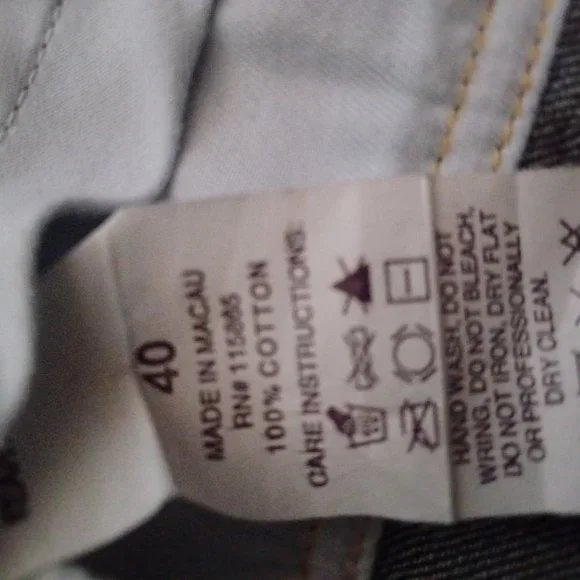 40
MADE IN MACAU
RN# 115885
100% COTTON
CARE INSTRUCTIONS:
HAND WASH, DO NOT
WRING, DO NOT BLEACH,
DO NOT IRON, DRY FLAT
OR PROFESSIONALLY
DRY CLEAN.